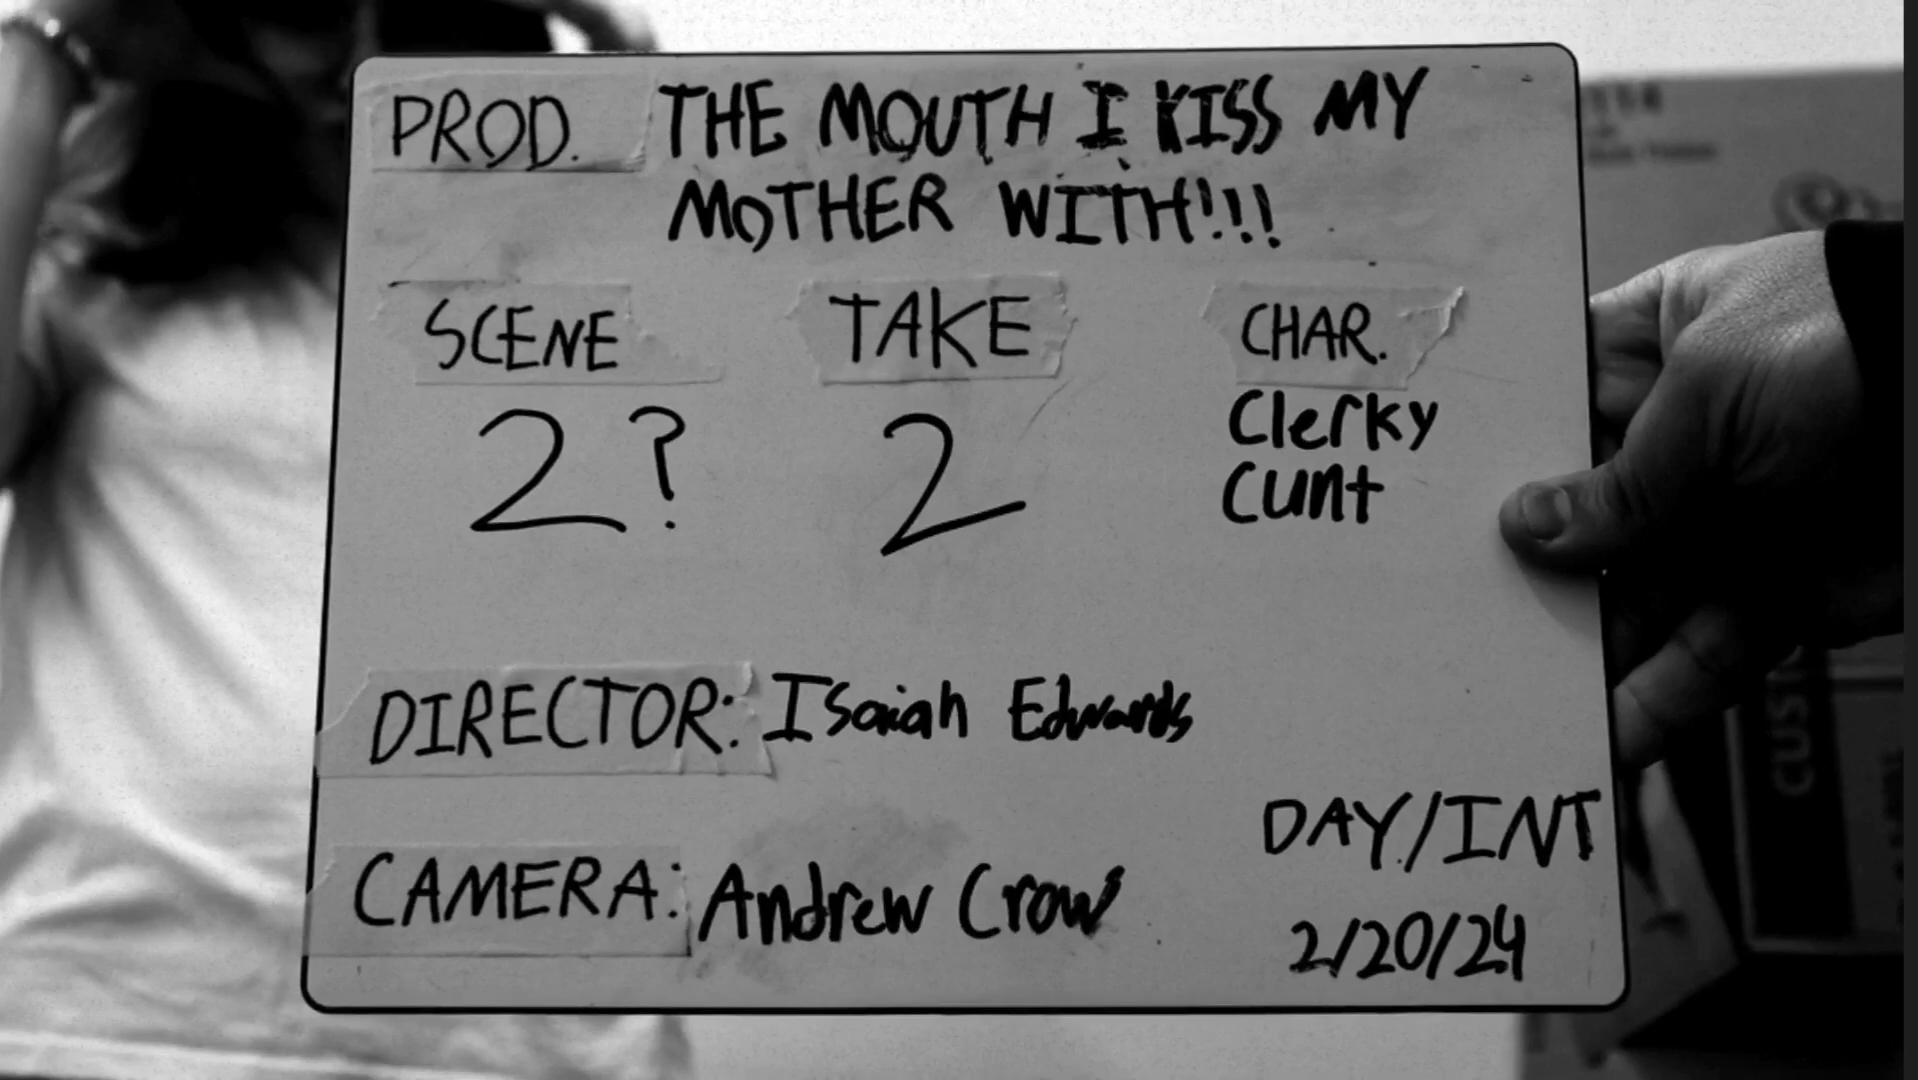 PROD. THE MOUTH I KISS MY
MOTHER WITH!!!
SCENE TAKE CHAR.
2? 2 Clerky
Cunt
DIRECTOR: Isaiah Edwards
DAY/INT
CAMERA: Andrew Crow
2/20/24